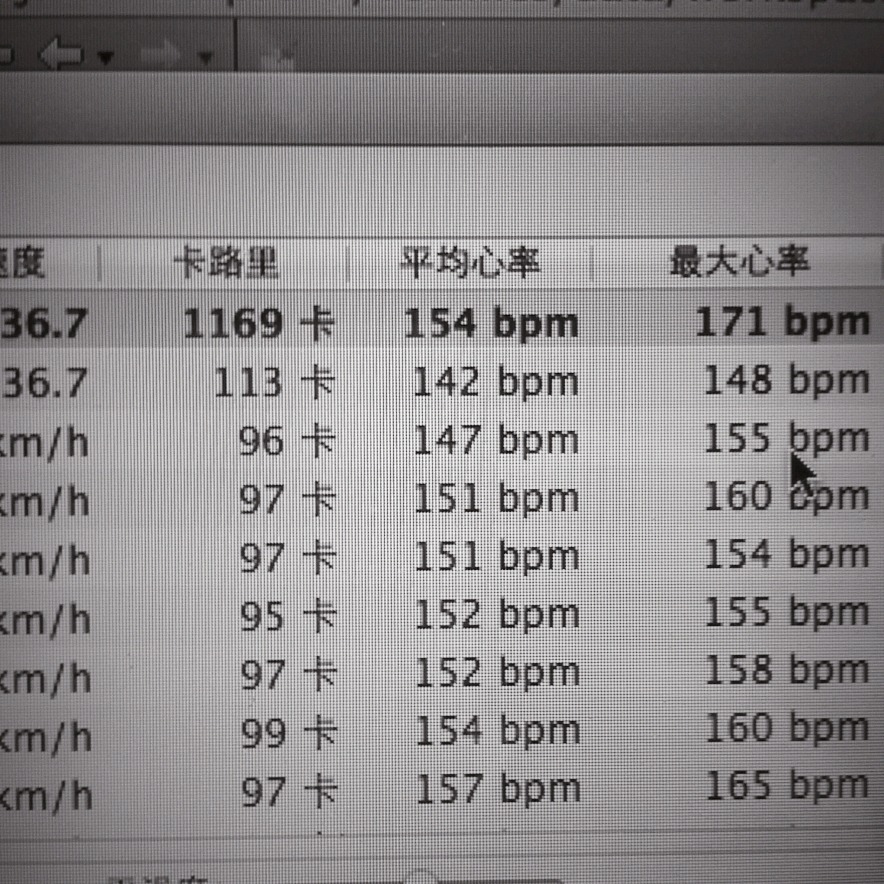 度 卡路里 平均心率 最大心率
36.7 1169 卡 154 bpm 171 bpm
36.7 113 卡 142 bpm 148 bpm
km/h 96 卡 147 bpm 155 bpm
km/h 97 卡 151 bpm 160 bpm
km/h 97 卡 151 bpm 154 bpm
km/h 95 卡 152 bpm 155 bpm
km/h 97 卡 152 bpm 158 bpm
km/h 99 卡 154 bpm 160 bpm
km/h 97 卡 157 bpm 165 bpm